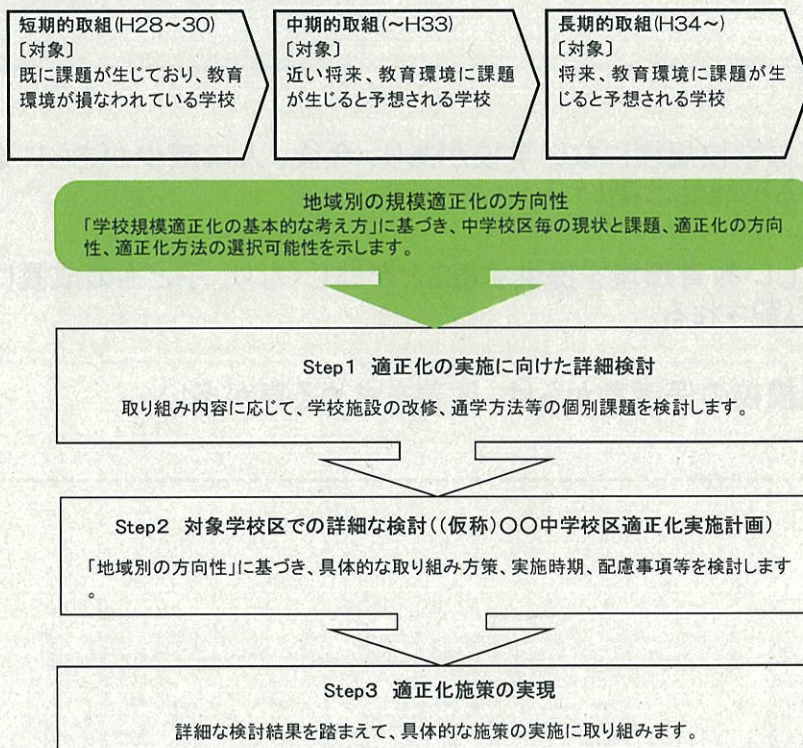 短期的取組(H28～30)
〔対象〕
既に課題が生じており、教育
環境が損なわれている学校
中期的取組(～H33)
〔対象〕
近い将来、教育環境に課題
が生じると予想される学校
長期的取組(H34～)
〔対象〕
将来、教育環境に課題が生
じると予想される学校
地域別の規模適正化の方向性
「学校規模適正化の基本的な考え方」に基づき、中学校区毎の現状と課題、適正化の方向
性、適正化方法の選択可能性を示します。
Step1 適正化の実施に向けた詳細検討
取り組み内容に応じて、学校施設の改修、通学方法等の個別課題を検討します。
Step2 対象学校区での詳細な検討((仮称)〇〇中学校区適正化実施計画)
「地域別の方向性」に基づき、具体的な取り組み方策、実施時期、配慮事項等を検討します
。
Step3 適正化施策の実現
詳細な検討結果を踏まえて、具体的な施策の実施に取り組みます。